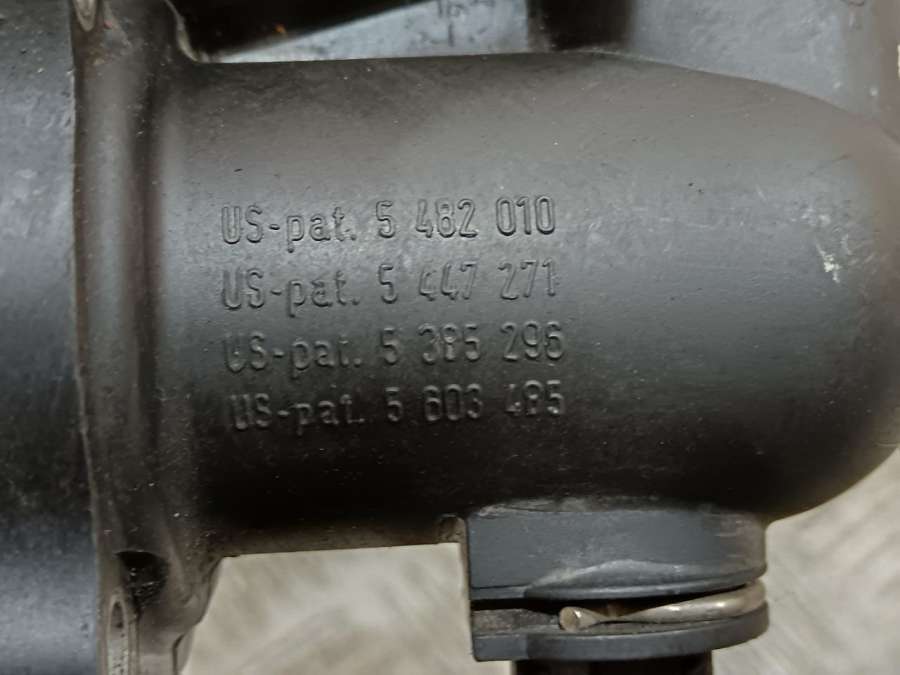 US-pat. 5 482 010
US-pat. 5 447 271
US-pat. 5 385 296
US-pat. 5 603 485